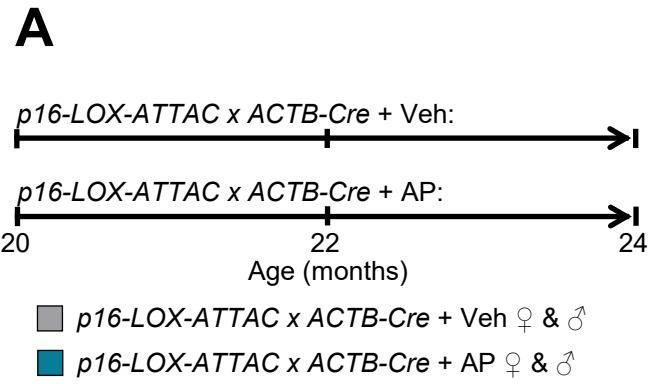 A
p16-LOX-ATTAC x ACTB-Cre + Veh:
p16-LOX-ATTAC x ACTB-Cre + AP:
20 22 24
Age (months)
p16-LOX-ATTAC x ACTB-Cre + Veh ♀ & ♂
p16-LOX-ATTAC x ACTB-Cre + AP ♀ & ♂